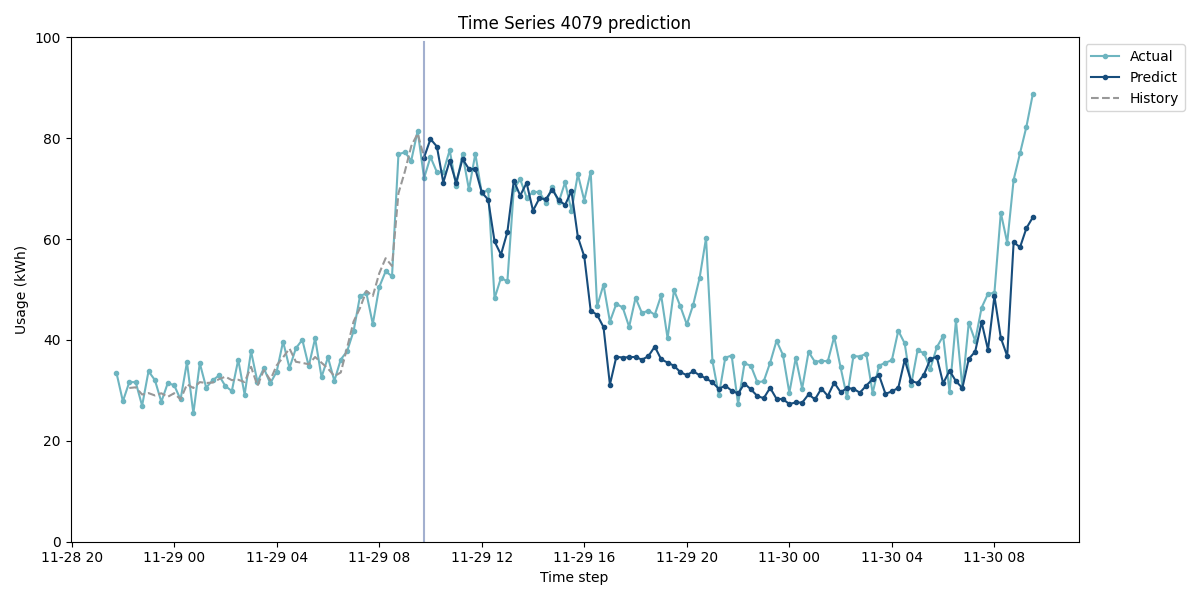 Time Series 4079 prediction
Usage (kWh)
100
80
60
40
20
0
11-28 20
11-29 00
11-29 04
11-29 08
11-29 12
11-29 16
11-29 20
11-30 00
11-30 04
11-30 08
Time step
Actual
Predict
History